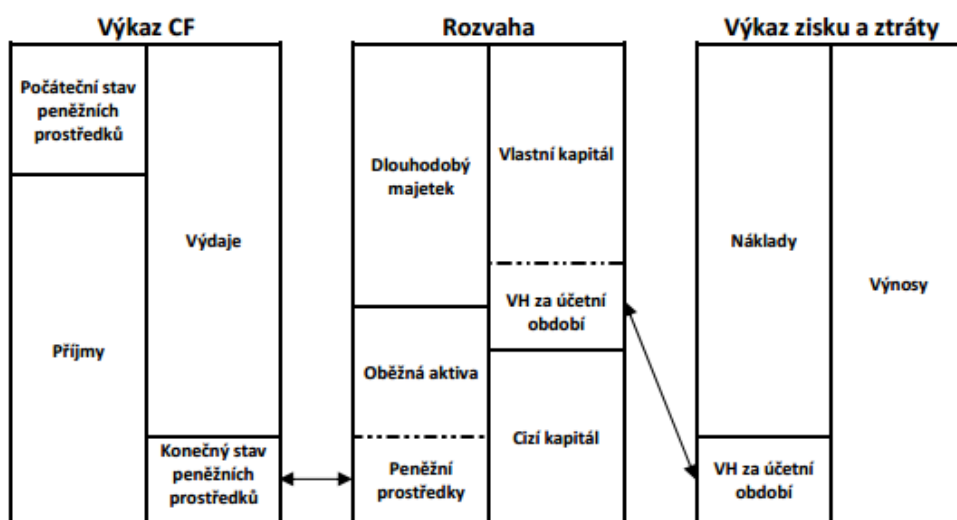 Výkaz CF
Rozvaha
Výkaz zisku a ztráty
Počáteční stav
peněžních
prostředků
Příjmy
Výdaje
Konečný stav
peněžních
prostředků
Dlouhodobý
majetek
Oběžná aktiva
Peněžní
prostředky
Vlastní kapitál
VH za účetní
období
Cizí kapitál
Náklady
VH za účetní
období
Výnosy